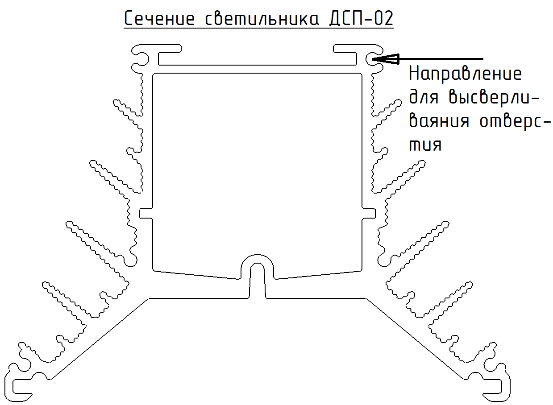 Сечение светильника ДСП-02
Направление
для высверли-
ваяния отверс-
тия